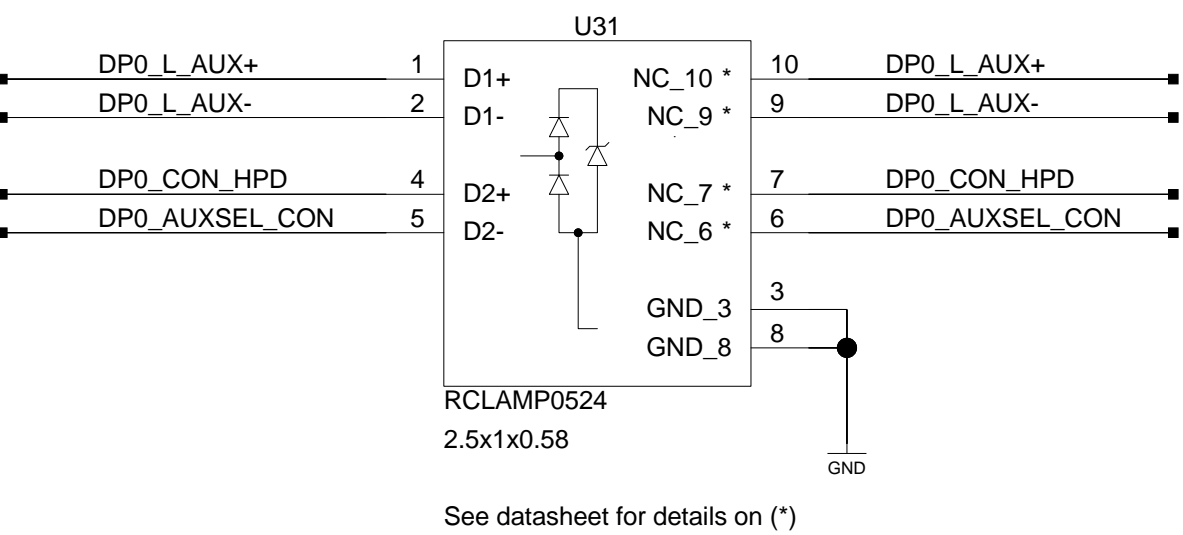 U31
DP0_L_AUX+ 1 D1+ NC_10 * 10 DP0_L_AUX+
DP0_L_AUX- 2 D1- NC_9 * 9 DP0_L_AUX-
DP0_CON_HPD 4 D2+ NC_7 * 7 DP0_CON_HPD
DP0_AUXSEL_CON 5 D2- NC_6 * 6 DP0_AUXSEL_CON
GND_3 3
GND_8 8
RCLAMP0524
2.5x1x0.58
GND
See datasheet for details on (*)